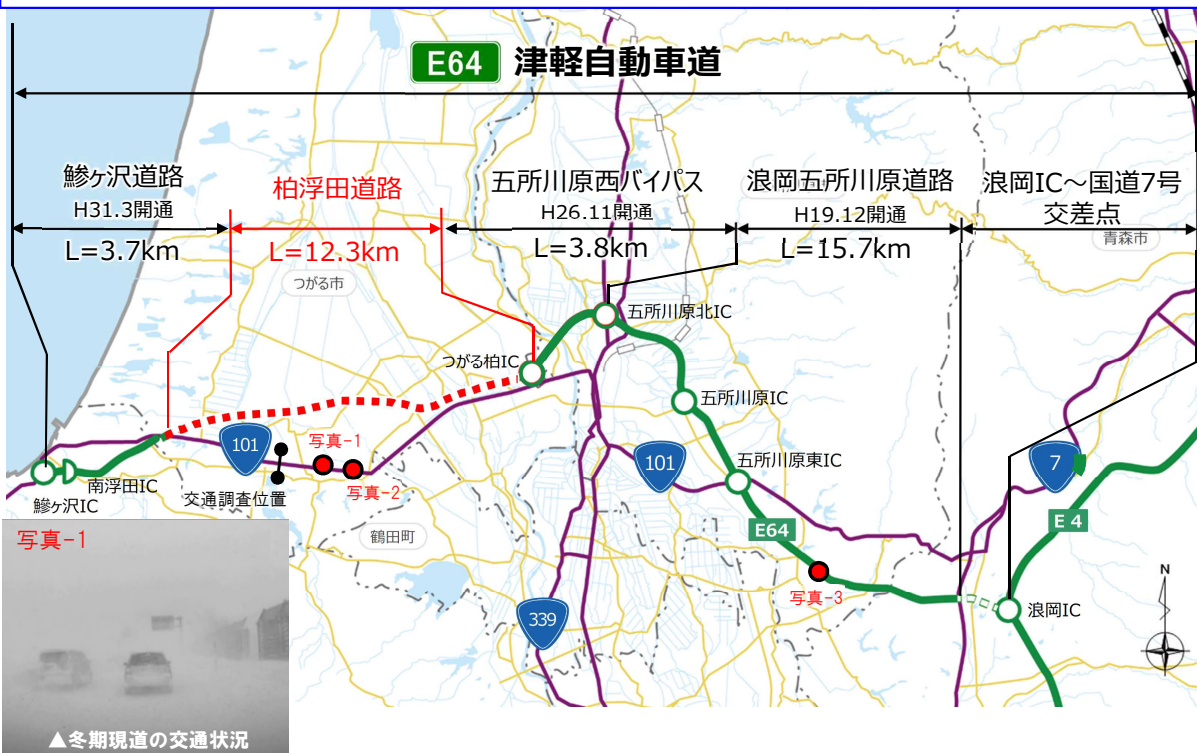 E64 津軽自動車道
鰺ヶ沢道路
H31.3開通
L=3.7km
柏浮田道路
L=12.3km
五所川原西バイパス
H26.11開通
L=3.8km
浪岡五所川原道路
H19.12開通
L=15.7km
浪岡IC～国道7号
交差点
青森市
つがる市
五所川原北IC
つがる柏IC
五所川原IC
101
写真-1
写真-2
交通調査位置
南浮田IC
鰺ヶ沢IC
101
五所川原東IC
7
E64
E 4
鶴田町
写真-3
339
浪岡IC
N
写真-1
▲冬期現道の交通状況